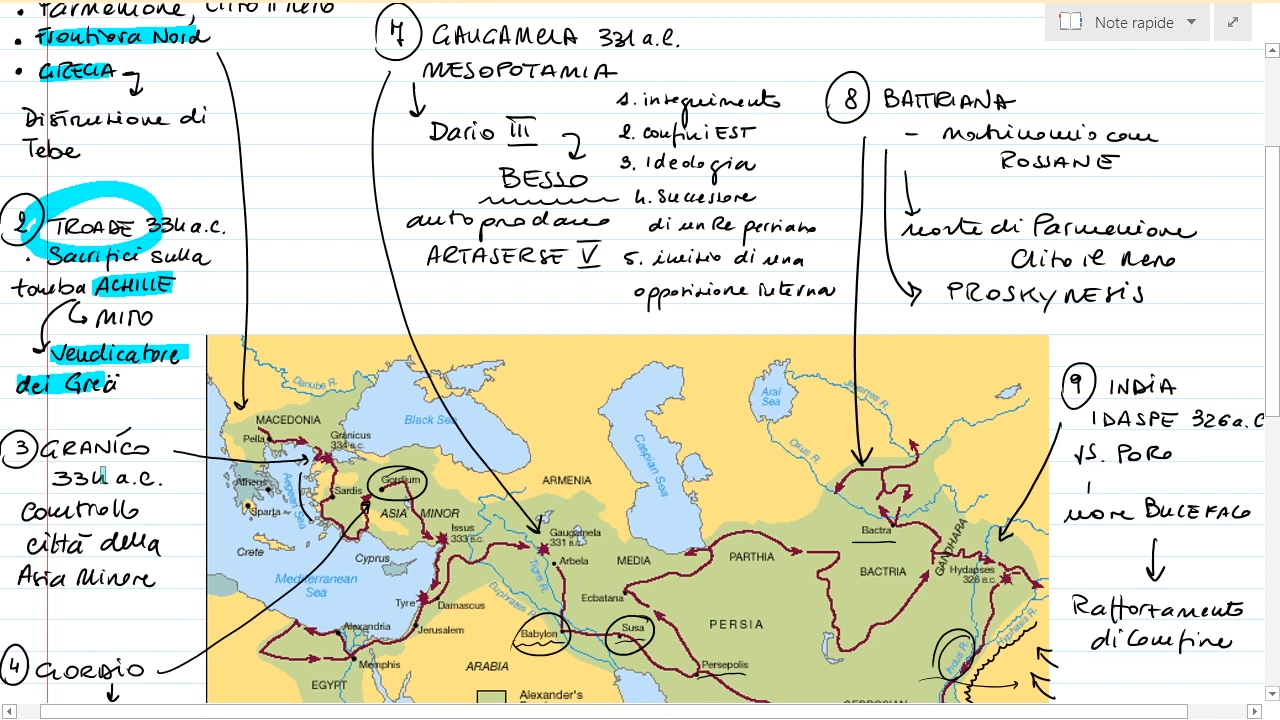 • Parmenione, Clito il Nero
• Frontiera Nord
• GRECIA
Distruzione di
Tebe
2 TROADE 334 a.C.
• Sacrifici sulla
tomba ACHILLE
MITO
Vendicatore
dei Greci
3 GRANÍCO
334 a.C.
Controllo
città della
Asia Minore
4 GORDIO
7 GAUGAMELA 331 a.C.
MESOPOTAMIA
Dario III
BESSO
autoproclama
ARTASERSE V
1. inseguimento
2. confini EST
3. Ideologia
4. Successore
di un Re persiano
5. inizio di una
opposizione interna
8 BATTRIANA
- Matrimonio con
ROSSANE
Morte di Parmenione
Clito il Nero
PROSKYNESIS
9 INDIA
IDASPE 326 a.C
VS. PORO
muore BUCEFALO
Rafforzamento
di confine
Note rapide
MACEDONIA
Pella
Granicus
334 B.C.
Danube R.
Black Sea
Caspian Sea
Aral
Sea
Jaxartes R.
Oxus R.
Athens
Sparta
Aegean Sea
Sardis
Gordium
ASIA MINOR
ARMENIA
Issus
333 B.C.
Gaugamela
331 B.C.
Arbela
MEDIA
PARTHIA
Bactra
BACTRIA
GANDHARA
Hydapses
326 B.C.
Crete
Cyprus
Mediterranean
Sea
Tyre
Damascus
Tigris R.
Euphrates R.
Ecbatana
PERSIA
Alexandria
Jerusalem
Babylon
Susa
Persepolis
Memphis
ARABIA
EGYPT
Indus R.
Hyphasis R.
Alexander's
GEDROSIAN